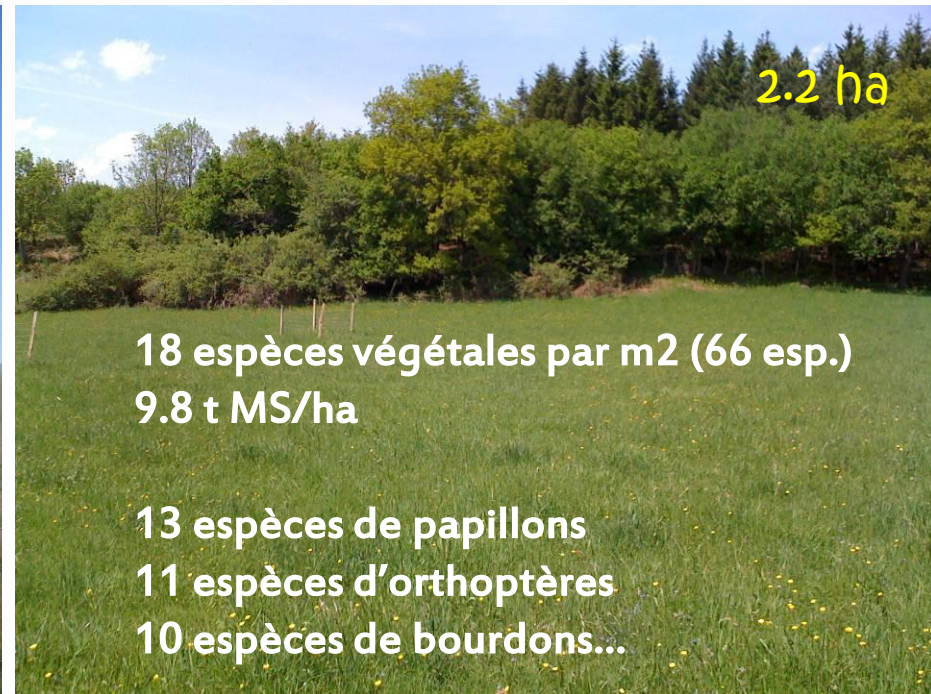 2.2 ha
18 espèces végétales par m2 (66 esp.)
9.8 t MS/ha
13 espèces de papillons
11 espèces d’orthoptères
10 espèces de bourdons...